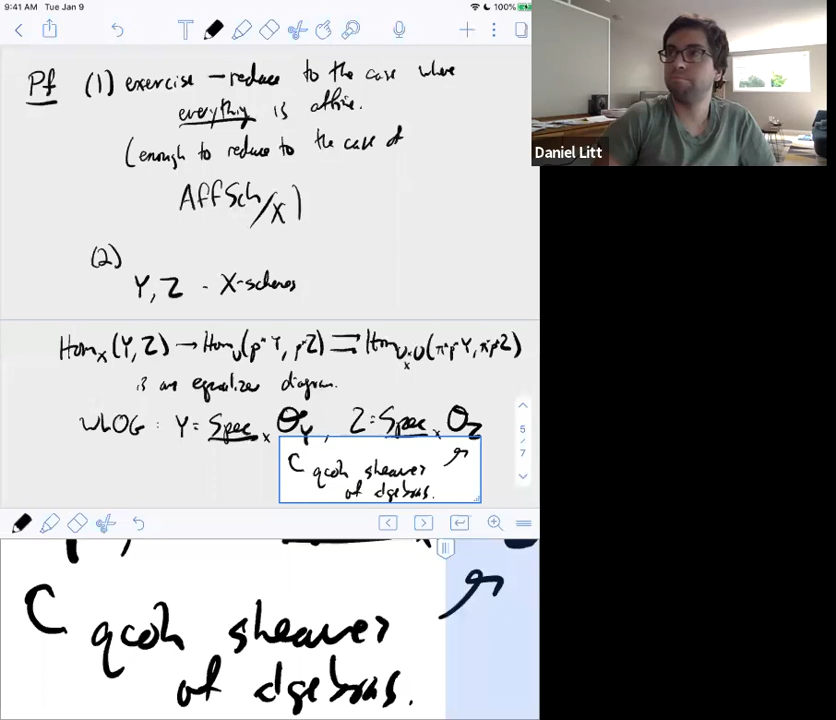 9:41 AM Tue Jan 9
100%
Pf (1) exercise – reduce to the case where
everything is affine.
(enough to reduce to the case of
AffSch/X)
(2)
Y, Z - X-schemes
Hom_X(Y,Z) → Hom_U(p*Y, p*Z) ⇉ Hom_{U×_X U}(π*p*Y, π*p*Z)
is an equalizer diagram.
WLOG: Y = Spec_X O_Y, Z = Spec_X O_Z
qcoh sheaves
of algebras.
5
/
7
qcoh sheaves
of algebras.
Daniel Litt